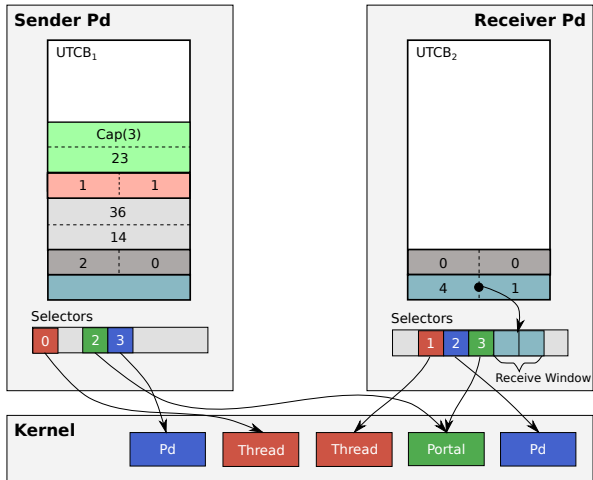 Sender Pd
UTCB1
Cap(3)
23
1 1
36
14
2 0
Selectors
0 2 3
Receiver Pd
UTCB2
0 0
4 1
Selectors
1 2 3
Receive Window
Kernel
Pd Thread Thread Portal Pd